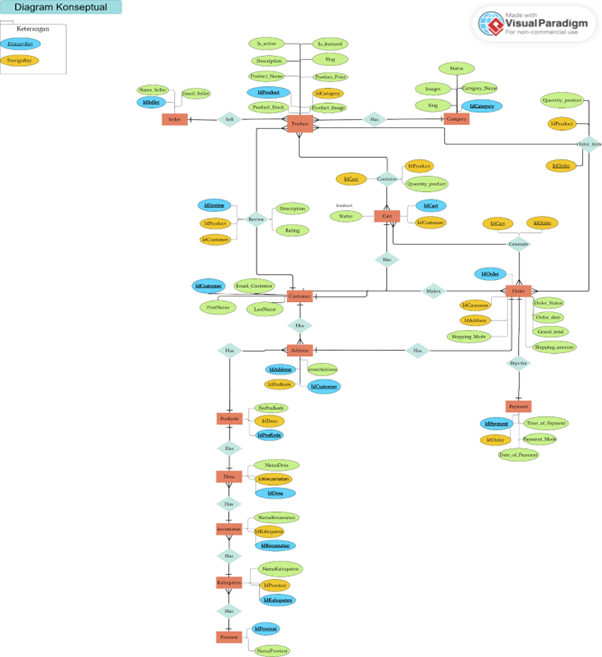 Diagram Konseptual
Made with
VisualParadigm
For non-commercial use
Keterangan
PrimaryKey
ForeignKey
Is_active
Is_featured
Description
Slug
Product_Name
Product_Price
IdProduct
IdCategory
Product_Stock
Product_Image
Product
Name_Seller
Email_Seller
IdSeller
Seller
Sell
Has
Status
Images
Category_Name
Slug
IdCategory
Category
Quantity_product
IdProduct
IdOrder
Order_item
IdCart
IdProduct
Contains
Quantity_product
Status
Cart
IdCart
IdCustomer
IdReview
IdProduct
IdCustomer
Review
Description
Rating
Has
IdCart
IdOrder
Generate
IdCustomer
Email_Customer
FirstName
LastName
Customer
Makes
IdOrder
Order
IdCustomer
IdAddress
Shipping_Mode
Order_Status
Order_date
Grand_total
Shipping_amount
Has
Has
Address
Has
IdAddress
IdPosKode
IdCustomer
Pays for
Payment
IdPayment
IdOrder
Time_of_Payment
Payment_Mode
Date_of_Payment
PosKode
NoPosKode
IdDesa
IdPosKode
Has
Desa
NamaDesa
IdKecamatan
IdDesa
Has
Kecamatan
NamaKecamatan
IdKabupaten
IdKecamatan
Has
Kabupaten
NamaKabupaten
IdProvinsi
IdKabupaten
Has
Provinsi
IdProvinsi
NamaProvinsi